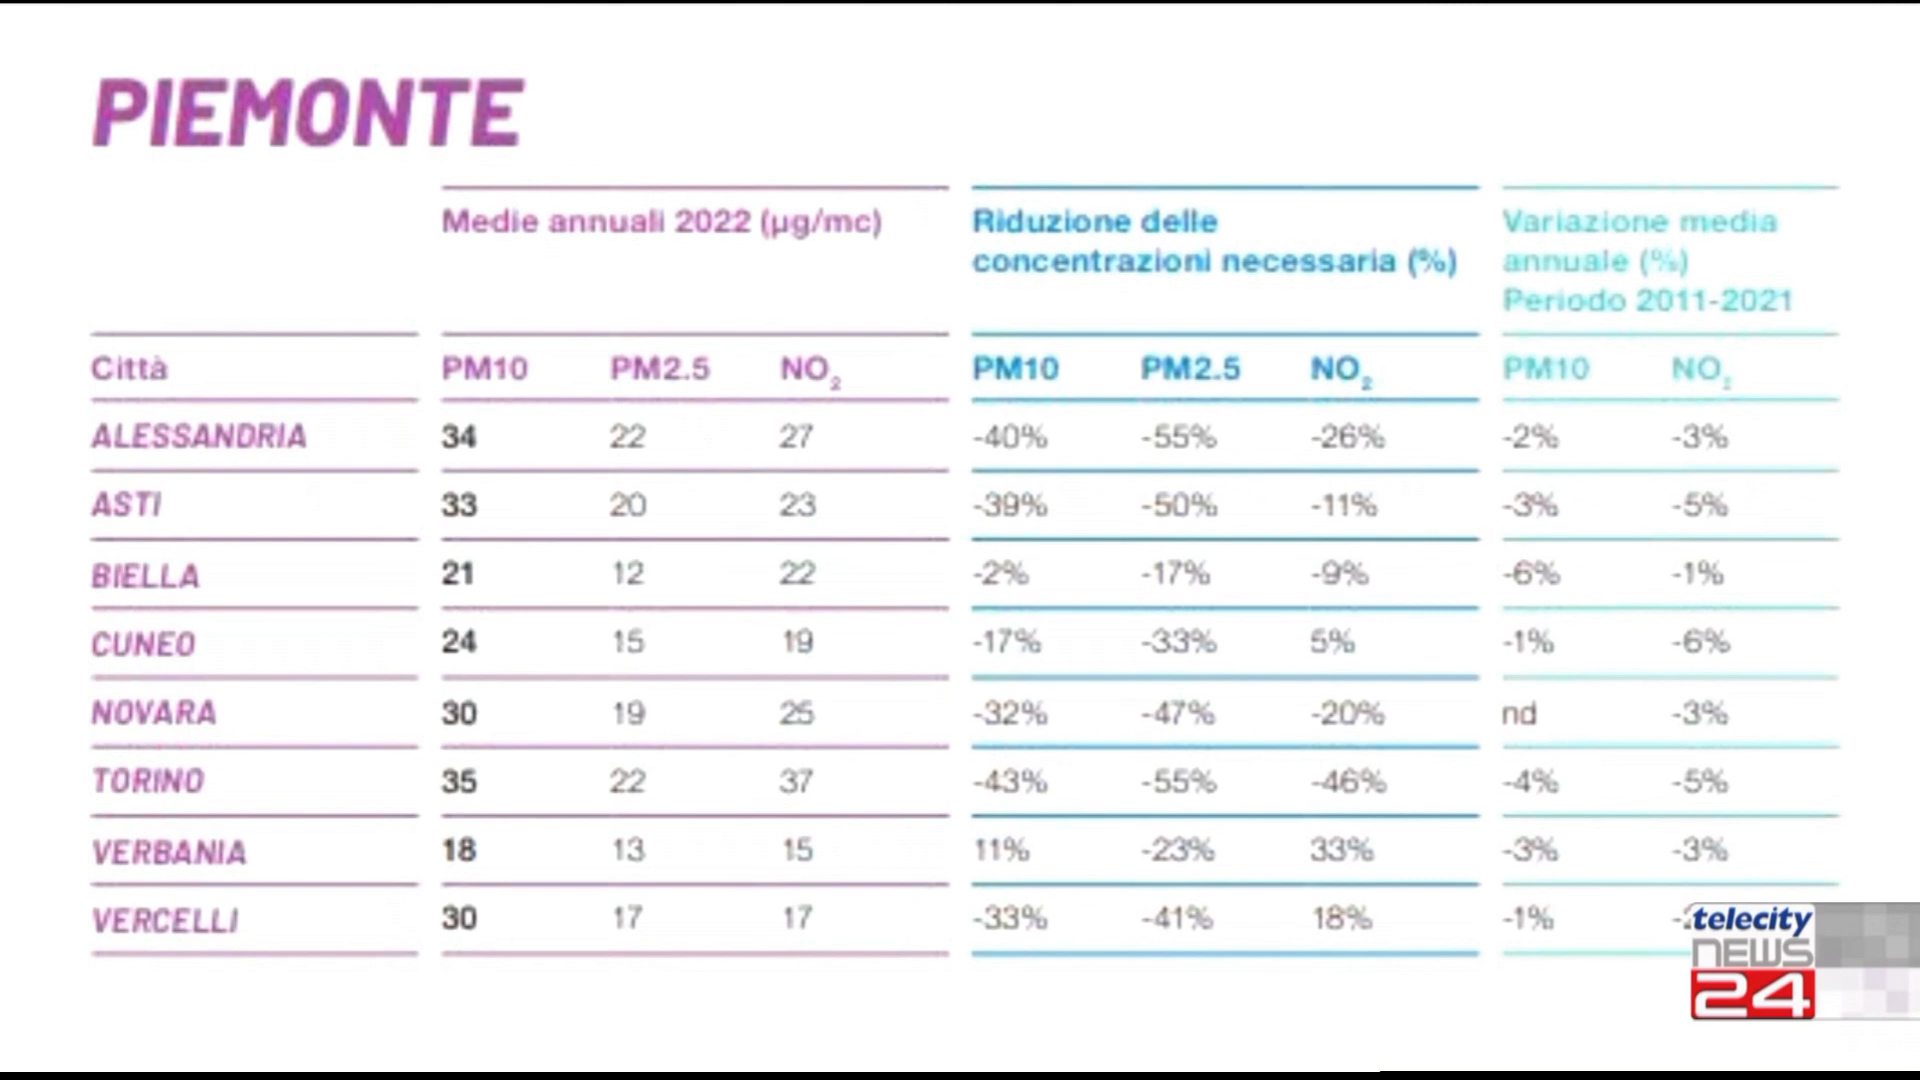 PIEMONTE
Medie annuali 2022 (µg/mc)
Riduzione delle
concentrazioni necessaria (%)
Variazione media
annuale (%)
Periodo 2011-2021
Città PM10 PM2.5 NO₂ PM10 PM2.5 NO₂ PM10 NO₂
ALESSANDRIA 34 22 27 -40% -55% -26% -2% -3%
ASTI 33 20 23 -39% -50% -11% -3% -5%
BIELLA 21 12 22 -2% -17% -9% -6% -1%
CUNEO 24 15 19 -17% -33% 5% -1% -6%
NOVARA 30 19 25 -32% -47% -20% nd -3%
TORINO 35 22 37 -43% -55% -46% -4% -5%
VERBANIA 18 13 15 11% -23% 33% -3% -3%
VERCELLI 30 17 17 -33% -41% 18% -1%
telecity
NEWS
24